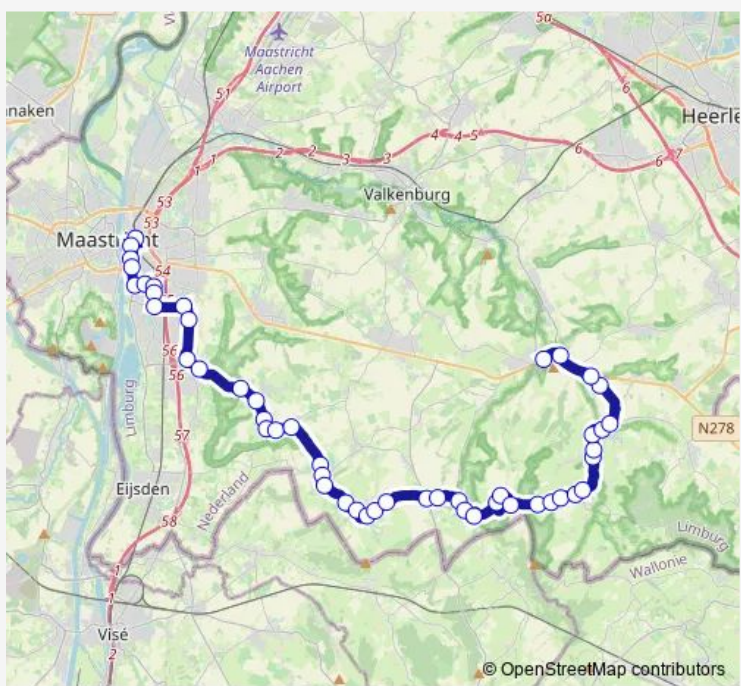 5a
6
51
Maastricht
Aachen
Airport
naken
Heerle
4 4-5
6
6 7
1 1 2 2 3 3
Valkenburg
53
53
Maastricht
54
56
56
Limburg
57
N278
Eijsden
Nederland
58
Limburg
Wallonie
1
1
Visé
2
© OpenStreetMap contributors